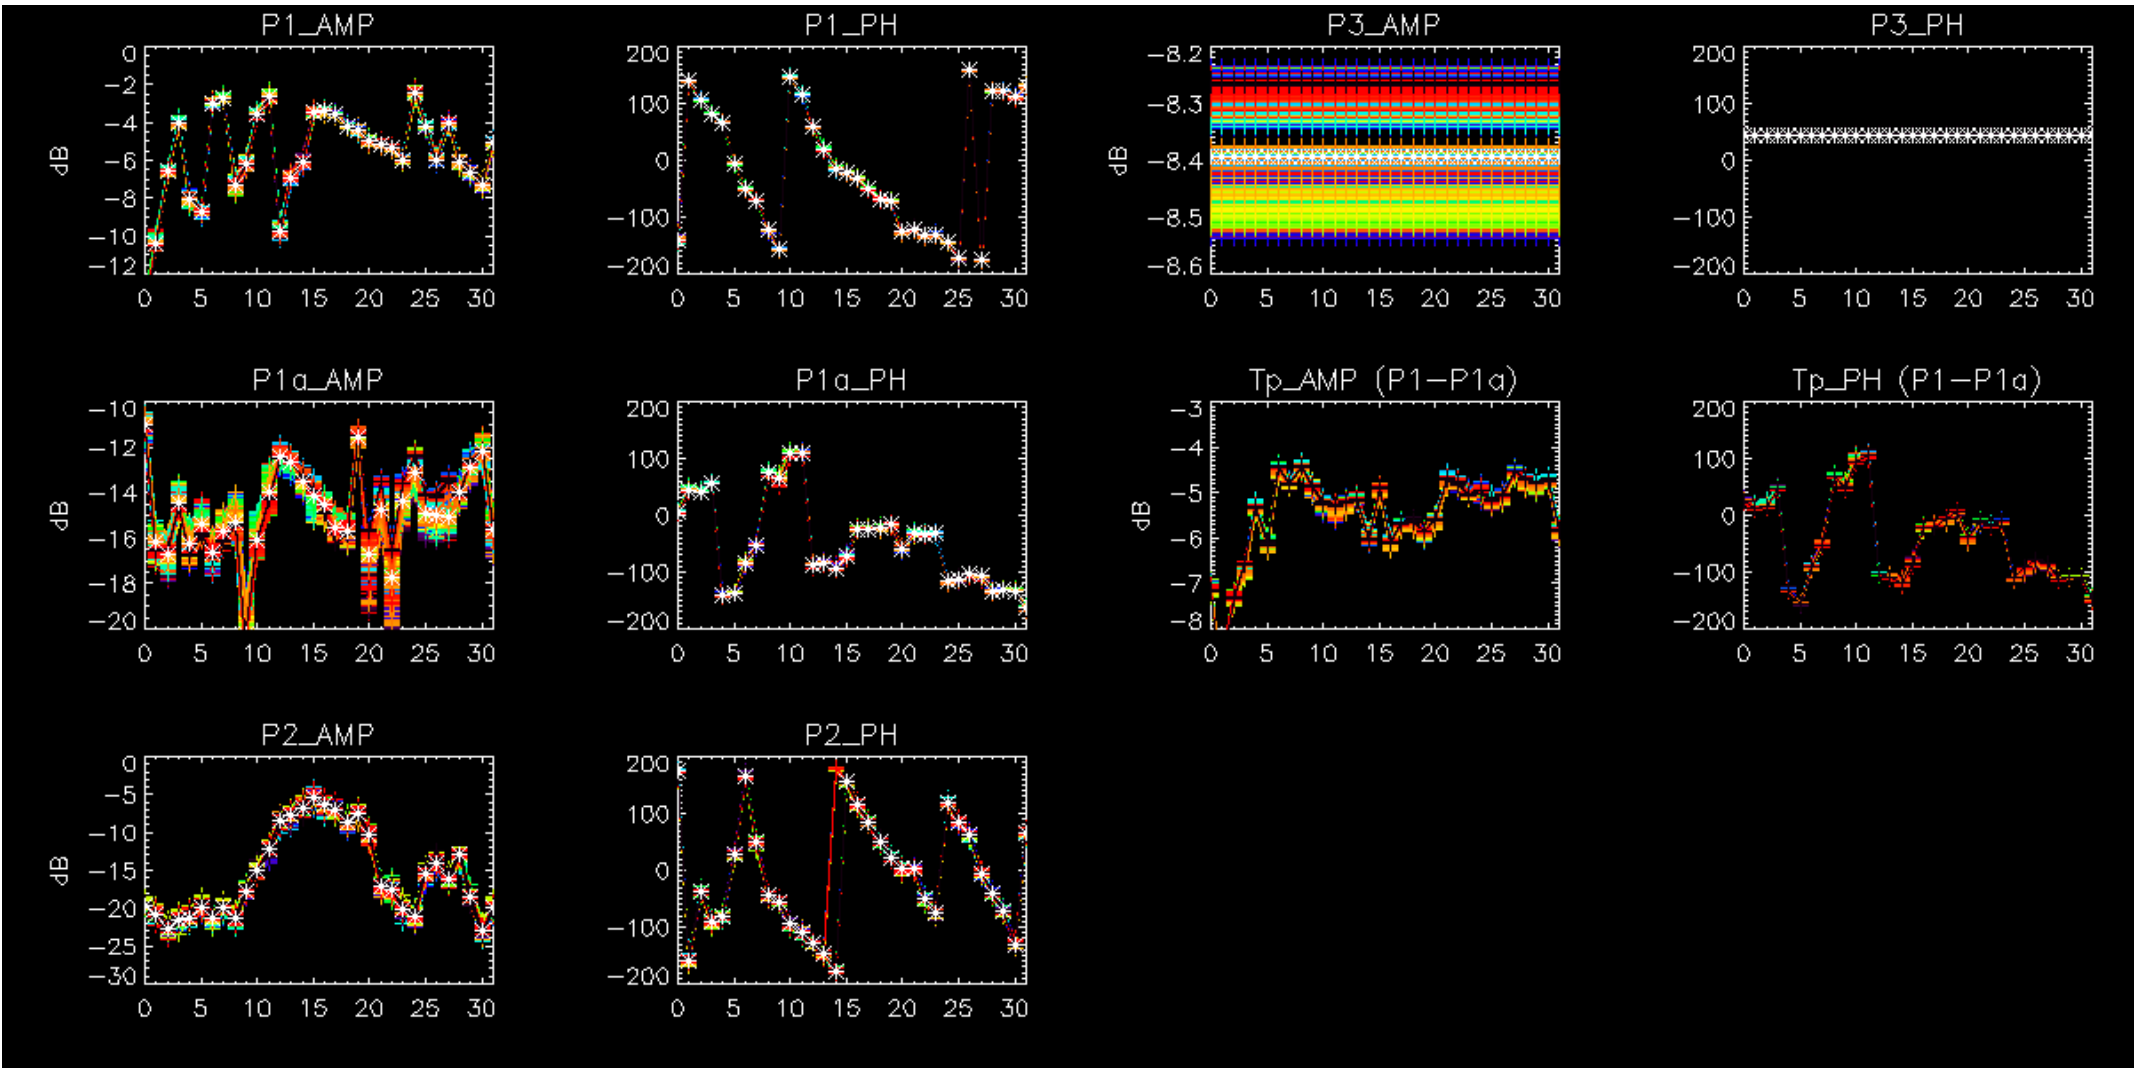 P1_AMP
0
−2
−4
−6
−8
−10
−12
dB
0 5 10 15 20 25 30
P1_PH
200
100
0
−100
−200
0 5 10 15 20 25 30
P3_AMP
−8.2
−8.3
−8.4
−8.5
−8.6
dB
0 5 10 15 20 25 30
P3_PH
200
100
0
−100
−200
0 5 10 15 20 25 30
P1a_AMP
−10
−12
−14
−16
−18
−20
dB
0 5 10 15 20 25 30
P1a_PH
200
100
0
−100
−200
0 5 10 15 20 25 30
Tp_AMP (P1−P1a)
−3
−4
−5
−6
−7
−8
dB
0 5 10 15 20 25 30
Tp_PH (P1−P1a)
200
100
0
−100
−200
0 5 10 15 20 25 30
P2_AMP
0
−5
−10
−15
−20
−25
−30
dB
0 5 10 15 20 25 30
P2_PH
200
100
0
−100
−200
0 5 10 15 20 25 30